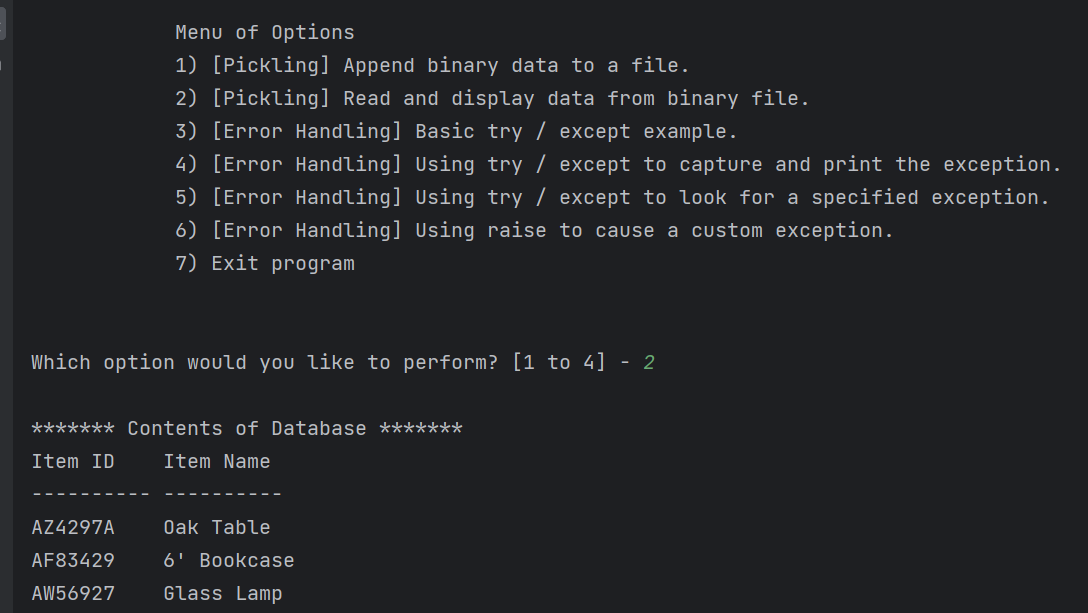 Menu of Options
1) [Pickling] Append binary data to a file.
2) [Pickling] Read and display data from binary file.
3) [Error Handling] Basic try / except example.
4) [Error Handling] Using try / except to capture and print the exception.
5) [Error Handling] Using try / except to look for a specified exception.
6) [Error Handling] Using raise to cause a custom exception.
7) Exit program
Which option would you like to perform? [1 to 4] - 2
******* Contents of Database *******
Item ID    Item Name
---------- ----------
AZ4297A    Oak Table
AF83429    6' Bookcase
AW56927    Glass Lamp